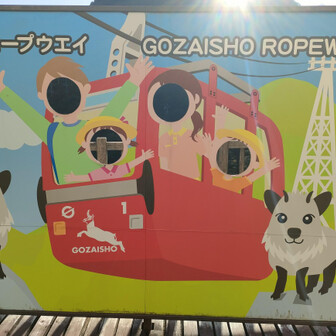 ープウエイ GOZAISHO ROPEW
1
GOZAISHO